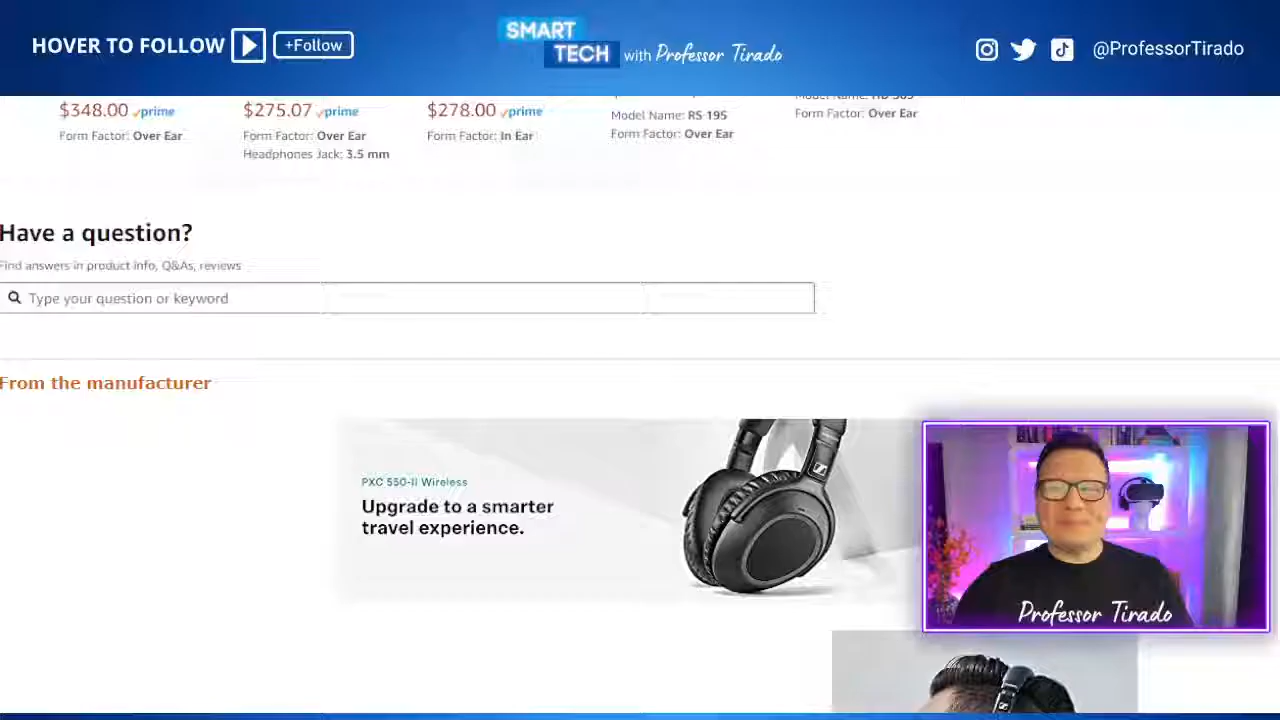 HOVER TO FOLLOW
+Follow
SMART
TECH with Professor Tirado
@ProfessorTirado
$348.00 prime
Form Factor: Over Ear
$275.07 prime
Form Factor: Over Ear
Headphones Jack: 3.5 mm
$278.00 prime
Form Factor: In Ear
Model Name: RS 195
Form Factor: Over Ear
Form Factor: Over Ear
Have a question?
Find answers in product info, Q&As, reviews
Type your question or keyword
From the manufacturer
PXC 550-II Wireless
Upgrade to a smarter
travel experience.
Professor Tirado